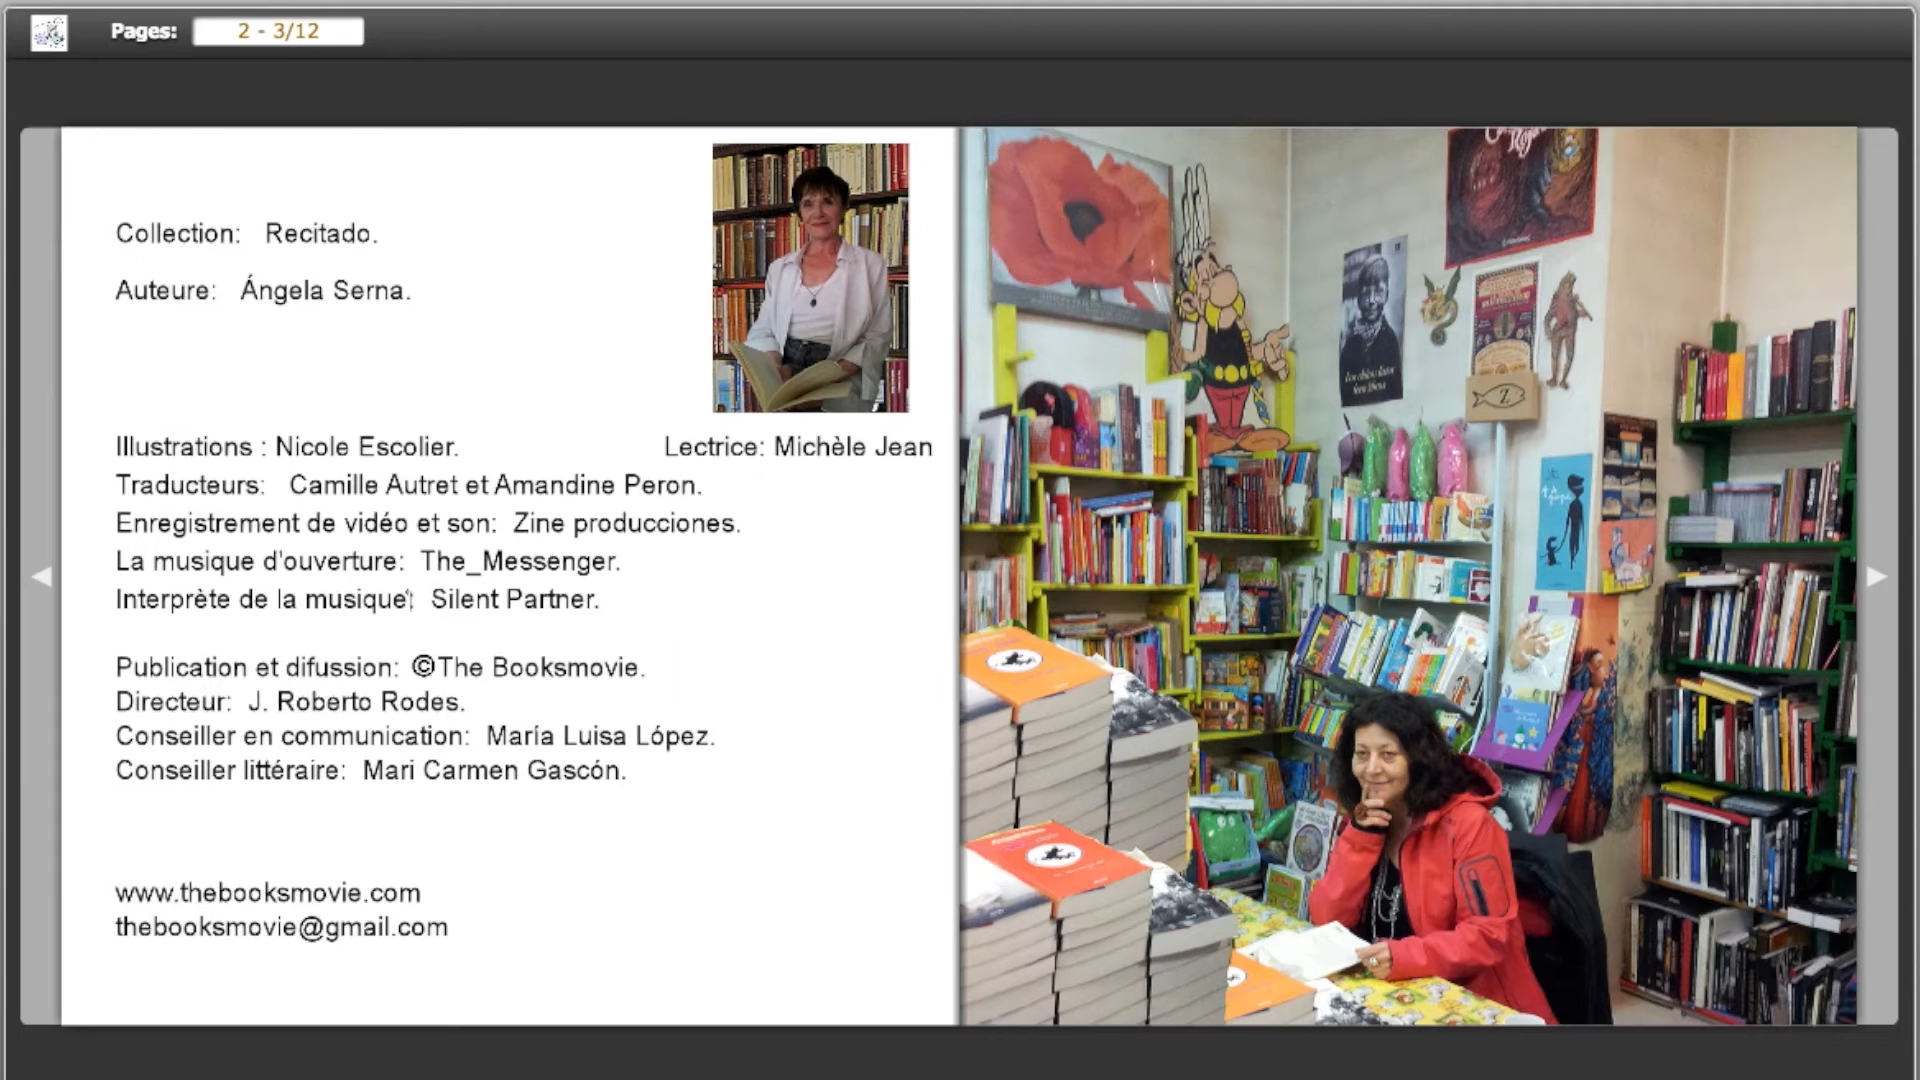 Pages: 2 - 3/12
Collection: Recitado.
Auteure: Ángela Serna.
Illustrations : Nicole Escolier.
Lectrice: Michèle Jean
Traducteurs: Camille Autret et Amandine Peron.
Enregistrement de vidéo et son: Zine producciones.
La musique d'ouverture: The_Messenger.
Interprète de la musique: Silent Partner.
Publication et difussion: ©The Booksmovie.
Directeur: J. Roberto Rodes.
Conseiller en communication: María Luisa López.
Conseiller littéraire: Mari Carmen Gascón.
www.thebooksmovie.com
thebooksmovie@gmail.com
Z